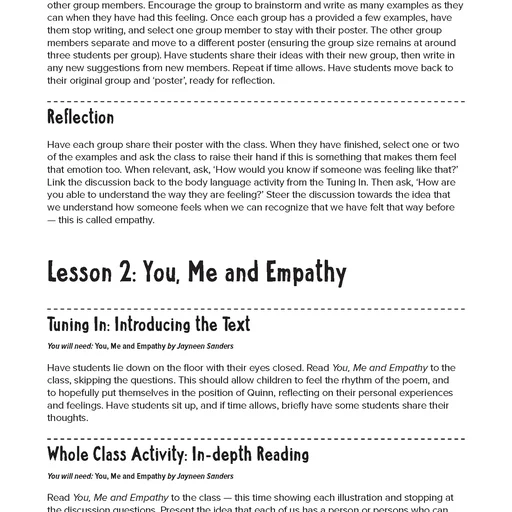 other group members. Encourage the group to brainstorm and write as many examples as they
can when they have had this feeling. Once each group has a provided a few examples, have
them stop writing, and select one group member to stay with their poster. The other group
members separate and move to a different poster (ensuring the group size remains at around
three students per group). Have students share their ideas with their new group, then write in
any new suggestions from new members. Repeat if time allows. Have students move back to
their original group and ‘poster’, ready for reflection.
Reflection
Have each group share their poster with the class. When they have finished, select one or two
of the examples and ask the class to raise their hand if this is something that makes them feel
that emotion too. When relevant, ask, ‘How would you know if someone was feeling like that?’
Link the discussion back to the body language activity from the Tuning In. Then ask, ‘How are
you able to understand the way they are feeling?’ Steer the discussion towards the idea that
we understand how someone feels when we can recognize that we have felt that way before
— this is called empathy.
Lesson 2: You, Me and Empathy
Tuning In: Introducing the Text
You will need: You, Me and Empathy by Jayneen Sanders
Have students lie down on the floor with their eyes closed. Read You, Me and Empathy to the
class, skipping the questions. This should allow children to feel the rhythm of the poem, and
to hopefully put themselves in the position of Quinn, reflecting on their personal experiences
and feelings. Have students sit up, and if time allows, briefly have some students share their
thoughts.
Whole Class Activity: In-depth Reading
You will need: You, Me and Empathy by Jayneen Sanders
Read You, Me and Empathy to the class — this time showing each illustration and stopping at
the discussion questions. Present the idea that each of us has a person or persons who can